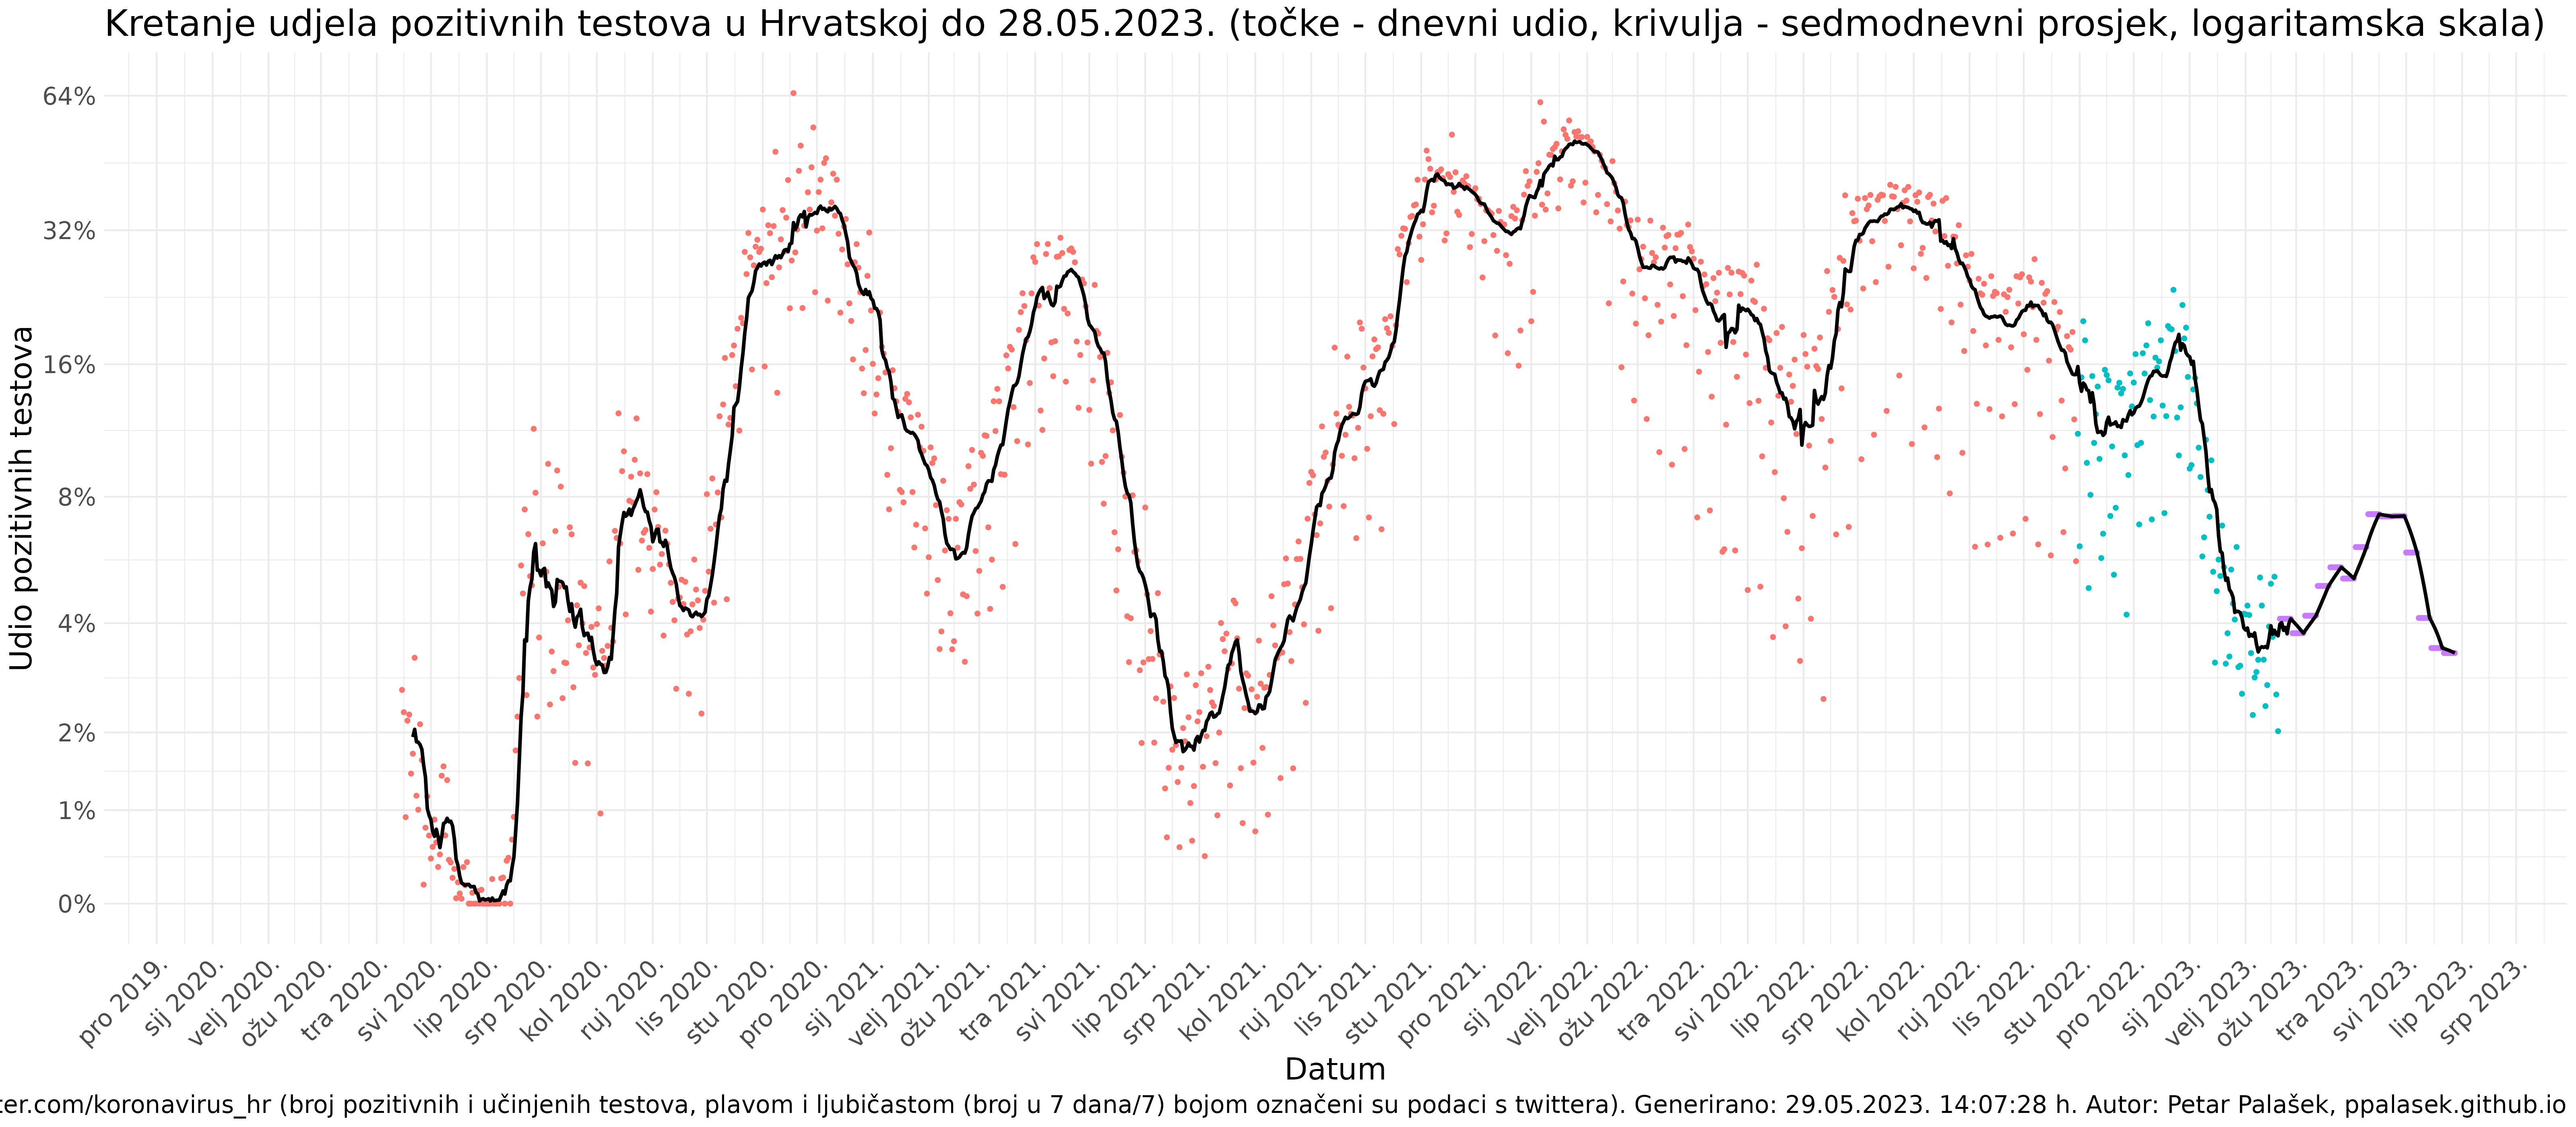 Kretanje udjela pozitivnih testova u Hrvatskoj do 28.05.2023. (točke - dnevni udio, krivulja - sedmodnevni prosjek, logaritamska skala)
Udio pozitivnih testova
64%
32%
16%
8%
4%
2%
1%
0%
pro 2019.
sij 2020.
velj 2020.
ožu 2020.
tra 2020.
svi 2020.
lip 2020.
srp 2020.
kol 2020.
ruj 2020.
lis 2020.
stu 2020.
pro 2020.
sij 2021.
velj 2021.
ožu 2021.
tra 2021.
svi 2021.
lip 2021.
srp 2021.
kol 2021.
ruj 2021.
lis 2021.
stu 2021.
pro 2021.
sij 2022.
velj 2022.
ožu 2022.
tra 2022.
svi 2022.
lip 2022.
srp 2022.
kol 2022.
ruj 2022.
lis 2022.
stu 2022.
pro 2022.
sij 2023.
velj 2023.
ožu 2023.
tra 2023.
svi 2023.
lip 2023.
srp 2023.
Datum
ter.com/koronavirus_hr (broj pozitivnih i učinjenih testova, plavom i ljubičastom (broj u 7 dana/7) bojom označeni su podaci s twittera). Generirano: 29.05.2023. 14:07:28 h. Autor: Petar Palašek, ppalasek.github.io